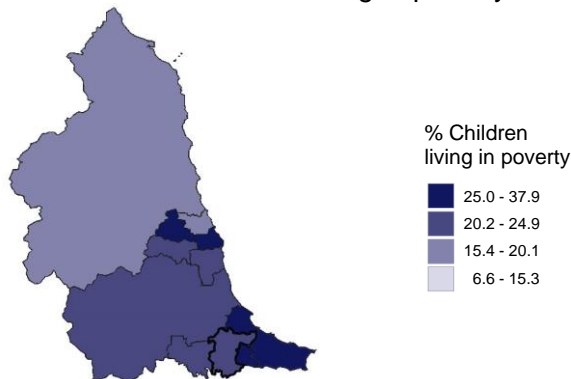 % Children
living in poverty
25.0 - 37.9
20.2 - 24.9
15.4 - 20.1
6.6 - 15.3